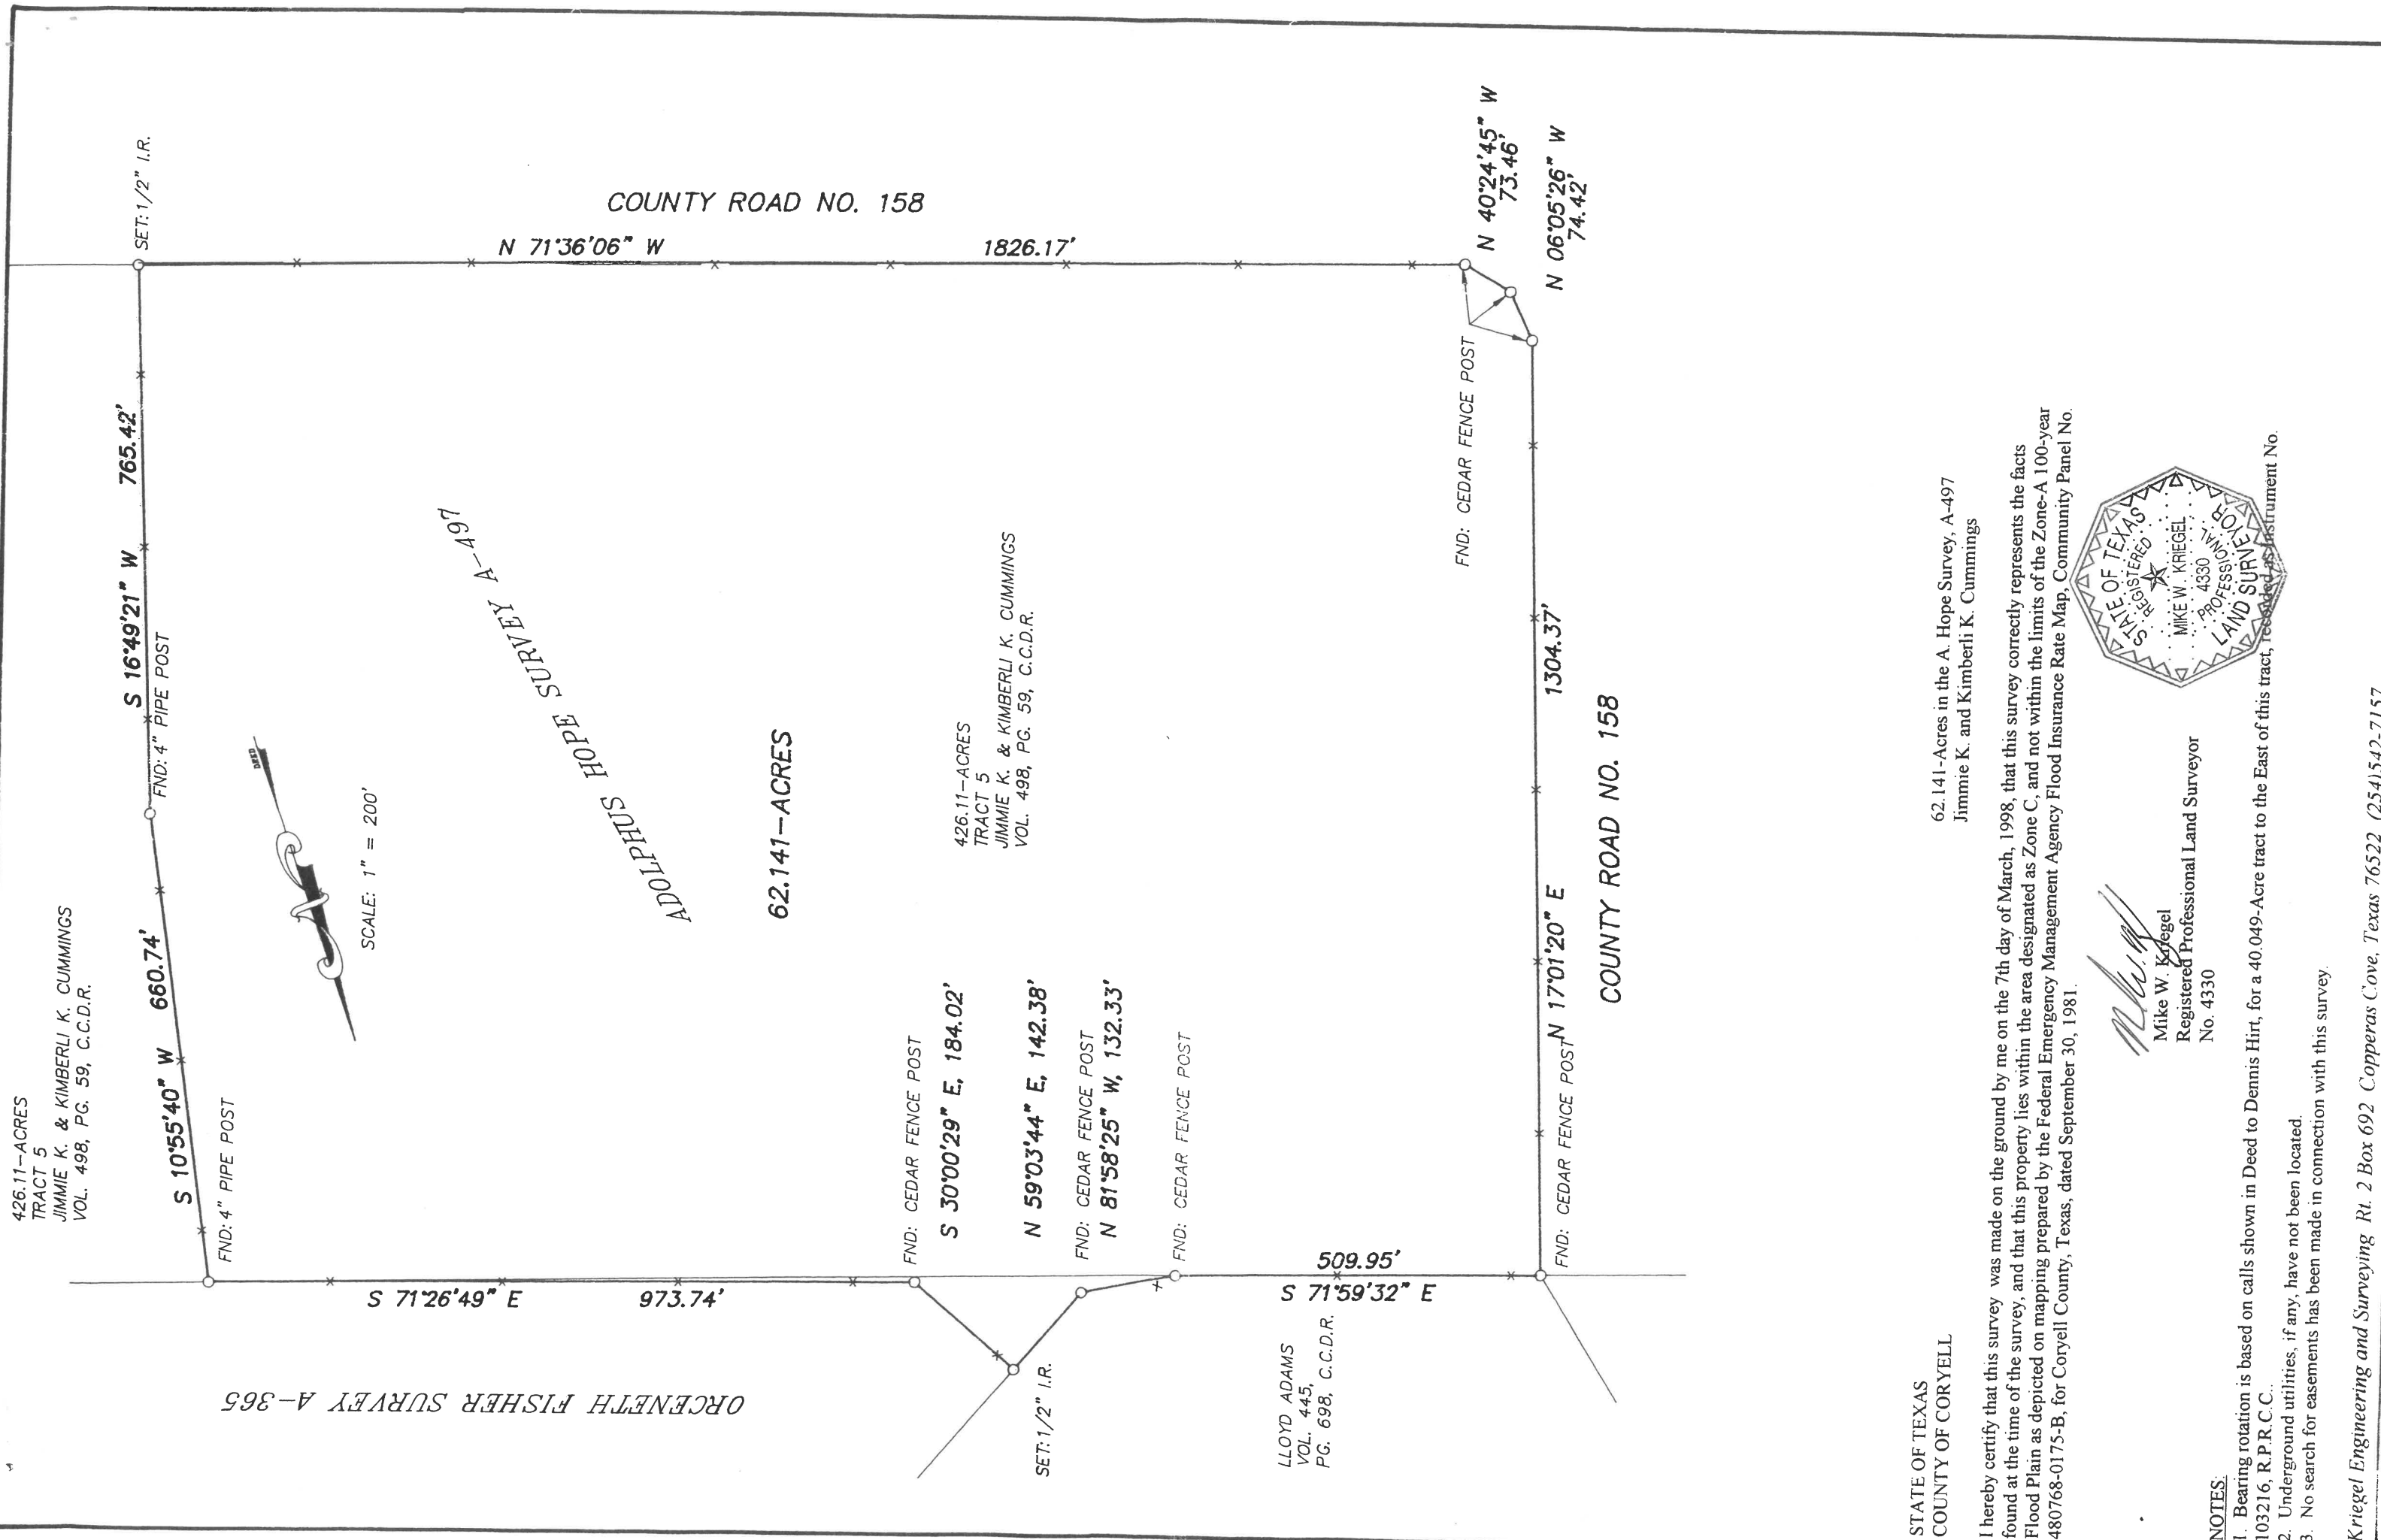 426.11-ACRES
TRACT 5
JIMMIE K. & KIMBERLI K. CUMMINGS
VOL. 498, PG. 59, C.C.D.R.
S 10°55'40" W 660.74'
FND: 4" PIPE POST
S 16°49'21" W 765.42'
FND: 4" PIPE POST
SET: 1/2" I.R.
COUNTY ROAD NO. 158
N 71°36'06" W 1826.17'
N 40°24'45" W
73.46'
N 06°05'26" W
74.42'
FND: CEDAR FENCE POST
DEED
SCALE: 1" = 200'
ADOLPHUS HOPE SURVEY A-497
62.141-ACRES
426.11-ACRES
TRACT 5
JIMMIE K. & KIMBERLI K. CUMMINGS
VOL. 498, PG. 59, C.C.D.R.
S 71°26'49" E 973.74'
ORCENETH FISHER SURVEY A-365
FND: CEDAR FENCE POST
S 30°00'29" E, 184.02'
N 59°03'44" E, 142.38'
FND: CEDAR FENCE POST
N 81°58'25" W, 132.33'
FND: CEDAR FENCE POST
SET: 1/2" I.R.
509.95'
S 71°59'32" E
LLOYD ADAMS
VOL. 445,
PG. 698, C.C.D.R.
FND: CEDAR FENCE POST
N 17°01'20" E 1304.37'
COUNTY ROAD NO. 158
STATE OF TEXAS
COUNTY OF CORYELL
62.141-Acres in the A. Hope Survey, A-497
Jimmie K. and Kimberli K. Cummings
I hereby certify that this survey was made on the ground by me on the 7th day of March, 1998, that this survey correctly represents the facts
found at the time of the survey, and that this property lies within the area designated as Zone C, and not within the limits of the Zone-A 100-year
Flood Plain as depicted on mapping prepared by the Federal Emergency Management Agency Flood Insurance Rate Map, Community Panel No.
480768-0175-B, for Coryell County, Texas, dated September 30, 1981.
Mike W. Kriegel
Registered Professional Land Surveyor
No. 4330
STATE OF TEXAS
REGISTERED
MIKE W. KRIEGEL
4330
PROFESSIONAL
LAND SURVEYOR
NOTES:
1. Bearing rotation is based on calls shown in Deed to Dennis Hirt, for a 40.049-Acre tract to the East of this tract, recorded as Instrument No.
103216, R.P.R.C.C..
2. Underground utilities, if any, have not been located.
3. No search for easements has been made in connection with this survey.
Kriegel Engineering and Surveying Rt. 2 Box 692 Copperas Cove, Texas 76522 (254)542-7157